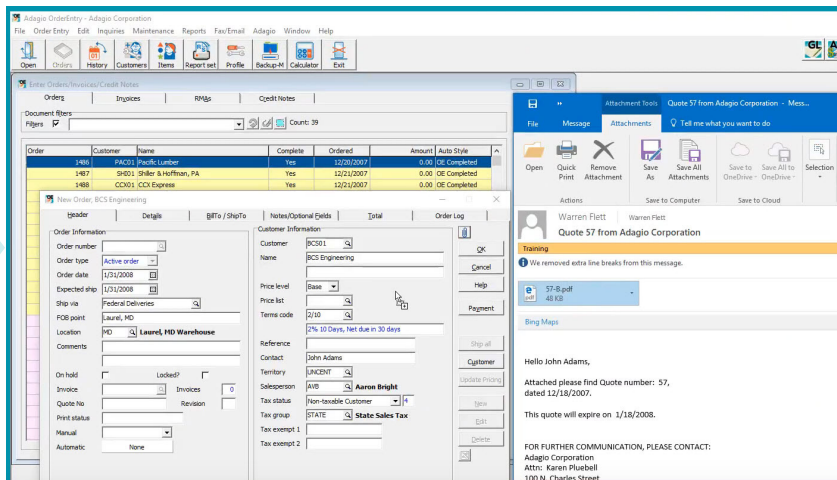 Adagio OrderEntry - Adagio Corporation
File Order Entry Edit Inquiries Maintenance Reports Fax/Email Adagio Window Help
Open Orders History Customers Items Report set Profile Backup-M Calculator Exit
GL A
Enter Orders/Invoices/Credit Notes
Orders Invoices RMAs Credit Notes
Document filters
Filters Count: 39
Order Customer Name Complete Ordered Amount Auto Style
1486 PAC01 Pacific Lumber Yes 12/20/2007 0.00 OE Completed
1487 SHI01 Shiller & Hoffman, PA Yes 12/21/2007 0.00 OE Completed
1488 CCX01 CCX Express Yes 12/21/2007 0.00 OE Completed
New Order, BCS Engineering
Header Details BillTo / ShipTo Notes/Optional Fields Total Order Log
Order Information
Order number
Order type Active order
Order date 1/31/2008
Expected ship 1/31/2008
Ship via Federal Deliveries
FOB point Laurel, MD
Location MD Laurel, MD Warehouse
Comments
On hold Locked?
Invoice Invoices 0
Quote No Revision
Print status
Manual
Automatic None
Customer Information
Customer BCS01
Name BCS Engineering
Price level Base
Price list
Terms code 2/10
2% 10 Days, Net due in 30 days
Reference
Contact John Adams
Territory UNCENT
Salesperson AVB Aaron Bright
Tax status Non-taxable Customer 4
Tax group STATE State Sales Tax
Tax exempt 1
Tax exempt 2
OK
Cancel
Help
Payment
Ship all
Customer
Update Pricing
New
Edit
Delete
Attachment Tools Quote 57 from Adagio Corporation - Mess...
File Message Attachments Tell me what you want to do
Open Quick Print Remove Attachment Save As Save All Attachments Save to OneDrive Save All to OneDrive Selection
Actions Save to Computer Save to Cloud
Warren Flett Warren Flett
Quote 57 from Adagio Corporation
Training
We removed extra line breaks from this message.
57-B.pdf
48 KB
Bing Maps
Hello John Adams,
Attached please find Quote number: 57,
dated 12/18/2007.
This quote will expire on 1/18/2008.
FOR FURTHER COMMUNICATION, PLEASE CONTACT:
Adagio Corporation
Attn: Karen Pluebell
100 N. Charles Street